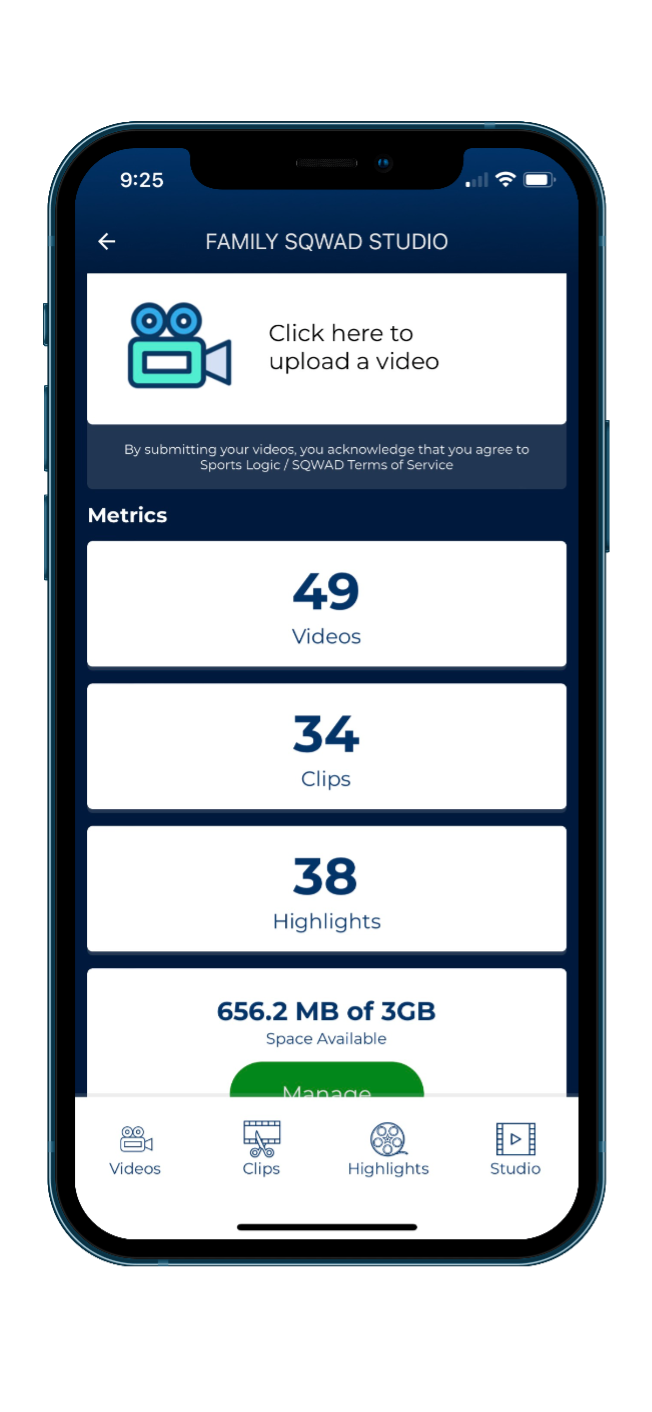 9:25
FAMILY SQWAD STUDIO
Click here to
upload a video
By submitting your videos, you acknowledge that you agree to
Sports Logic / SQWAD Terms of Service
Metrics
49
Videos
34
Clips
38
Highlights
656.2 MB of 3GB
Space Available
Manage
Videos Clips Highlights Studio